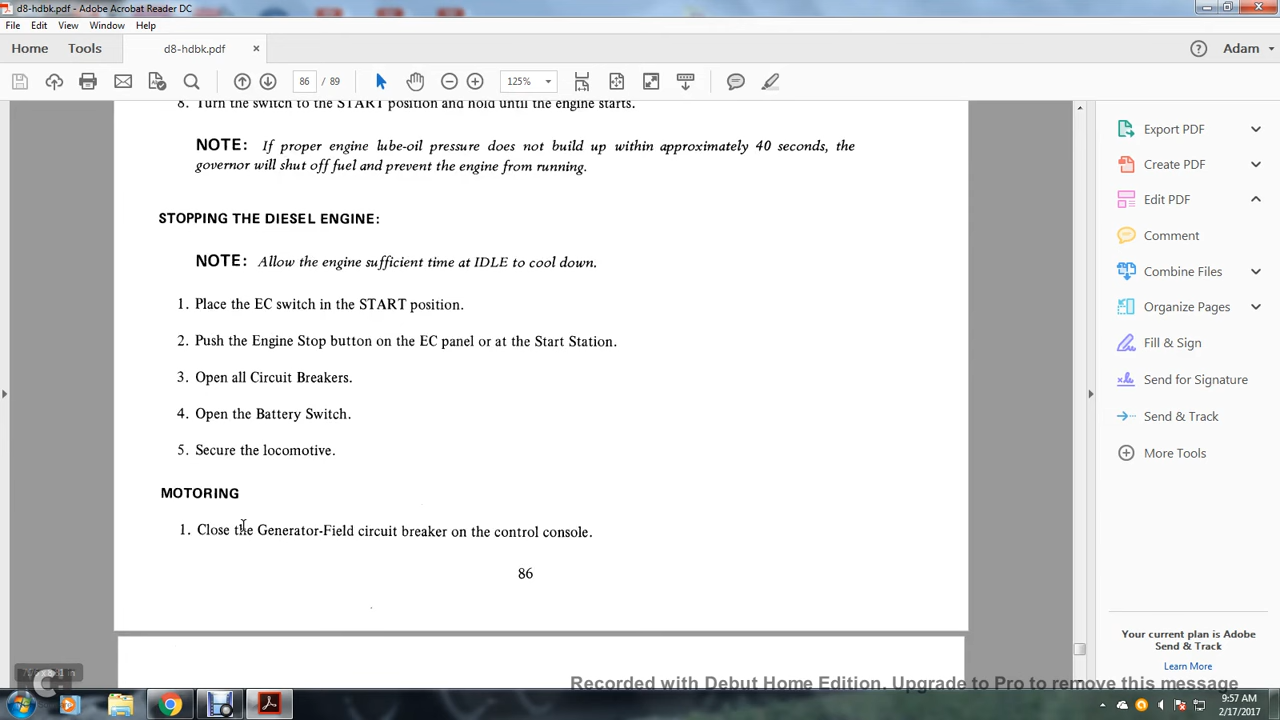 d8-hdbk.pdf - Adobe Acrobat Reader DC
File Edit View Window Help
Home Tools d8-hdbk.pdf × Adam
86 / 89 125%
8. Turn the switch to the START position and hold until the engine starts.
NOTE: If proper engine lube-oil pressure does not build up within approximately 40 seconds, the
governor will shut off fuel and prevent the engine from running.
STOPPING THE DIESEL ENGINE:
NOTE: Allow the engine sufficient time at IDLE to cool down.
1. Place the EC switch in the START position.
2. Push the Engine Stop button on the EC panel or at the Start Station.
3. Open all Circuit Breakers.
4. Open the Battery Switch.
5. Secure the locomotive.
MOTORING
1. Close the Generator-Field circuit breaker on the control console.
86
Export PDF
Create PDF
Edit PDF
Comment
Combine Files
Organize Pages
Fill & Sign
Send for Signature
Send & Track
More Tools
Your current plan is Adobe
Send & Track
Learn More
Recorded with Debut Home Edition. Upgrade to Pro to remove this message
9:57 AM
2/17/2017